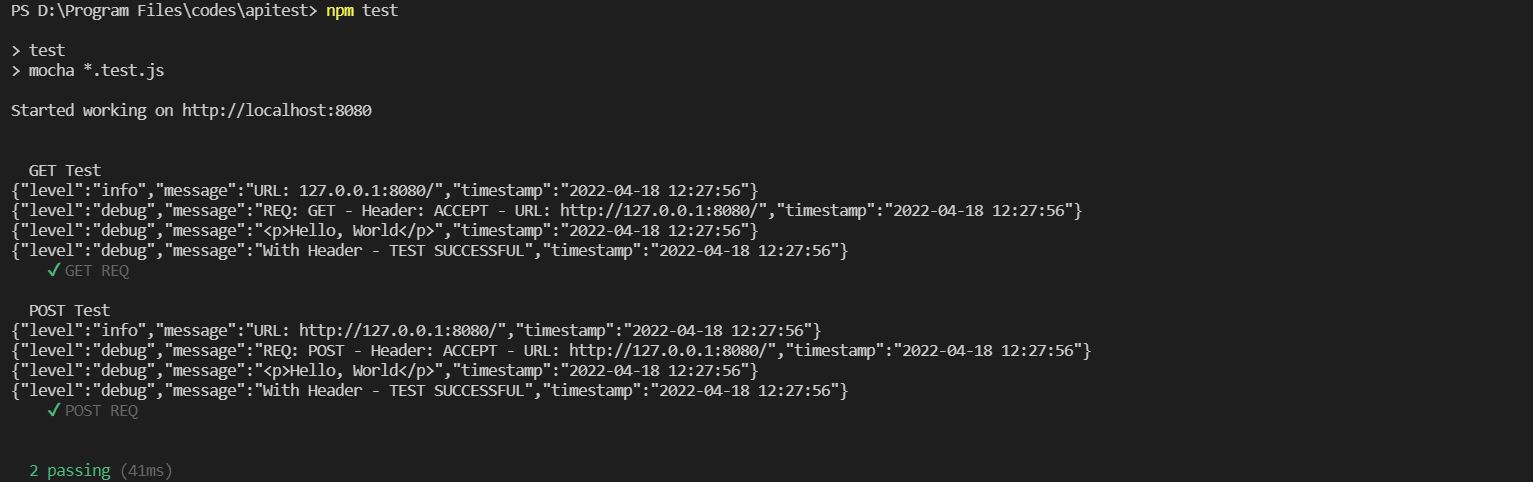 PS D:\Program Files\codes\apitest> npm test
> test
> mocha *.test.js
Started working on http://localhost:8080
GET Test
{"level":"info","message":"URL: 127.0.0.1:8080/","timestamp":"2022-04-18 12:27:56"}
{"level":"debug","message":"REQ: GET - Header: ACCEPT - URL: http://127.0.0.1:8080/","timestamp":"2022-04-18 12:27:56"}
{"level":"debug","message":"<p>Hello, World</p>","timestamp":"2022-04-18 12:27:56"}
{"level":"debug","message":"With Header - TEST SUCCESSFUL","timestamp":"2022-04-18 12:27:56"}
✓ GET REQ
POST Test
{"level":"info","message":"URL: http://127.0.0.1:8080/","timestamp":"2022-04-18 12:27:56"}
{"level":"debug","message":"REQ: POST - Header: ACCEPT - URL: http://127.0.0.1:8080/","timestamp":"2022-04-18 12:27:56"}
{"level":"debug","message":"<p>Hello, World</p>","timestamp":"2022-04-18 12:27:56"}
{"level":"debug","message":"With Header - TEST SUCCESSFUL","timestamp":"2022-04-18 12:27:56"}
✓ POST REQ
2 passing (41ms)